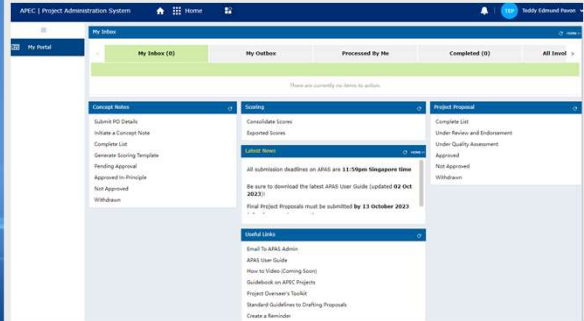 APEC | Project Administration System Home TEP Teddy Edmund Pavon
My Portal
My Inbox
My Inbox (0) My Outbox Processed By Me Completed (0) All Invol
There are currently no items to action.
Concept Notes
Submit PO Details
Initiate a Concept Note
Complete List
Generate Scoring Template
Pending Approval
Approved In-Principle
Not Approved
Withdrawn
Scoring
Consolidate Scores
Exported Scores
Latest News
All submission deadlines on APAS are 11:59pm Singapore time
Be sure to download the latest APAS User Guide (updated 02 Oct
2023)!
Final Project Proposals must be submitted by 13 October 2023
Useful Links
Email To APAS Admin
APAS User Guide
How to Video (Coming Soon)
Guidebook on APEC Projects
Project Overseer's Toolkit
Standard Guidelines to Drafting Proposals
Create a Reminder
Project Proposal
Complete List
Under Review and Endorsement
Under Quality Assessment
Approved
Not Approved
Withdrawn